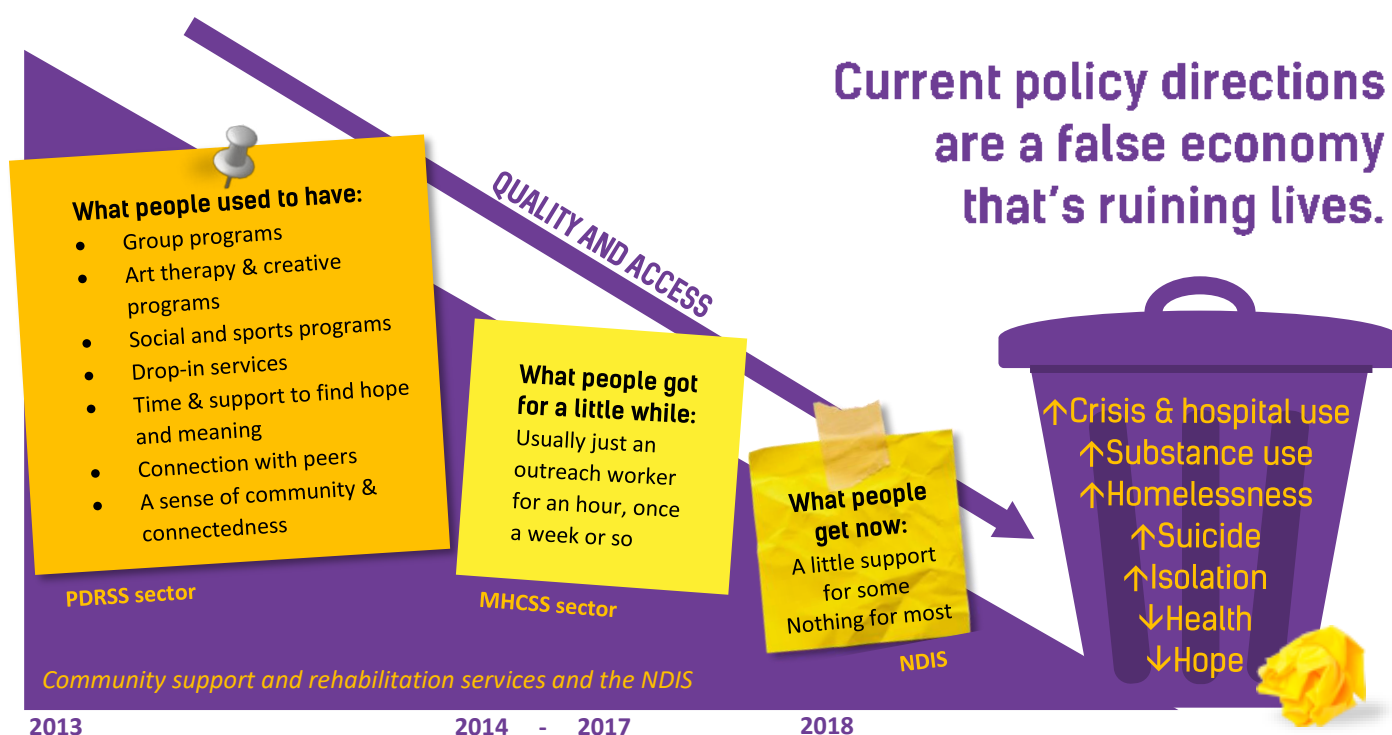 Current policy directions
are a false economy
that's ruining lives.
QUALITY AND ACCESS
What people used to have:
● Group programs
● Art therapy & creative
programs
● Social and sports programs
● Drop-in services
● Time & support to find hope
and meaning
● Connection with peers
● A sense of community &
connectedness
PDRSS sector
What people got
for a little while:
Usually just an
outreach worker
for an hour, once
a week or so
MHCSS sector
What people
get now:
A little support
for some
Nothing for most
NDIS
↑Crisis & hospital use
↑Substance use
↑Homelessness
↑Suicide
↑Isolation
↓Health
↓Hope
Community support and rehabilitation services and the NDIS
2013 2014 - 2017 2018